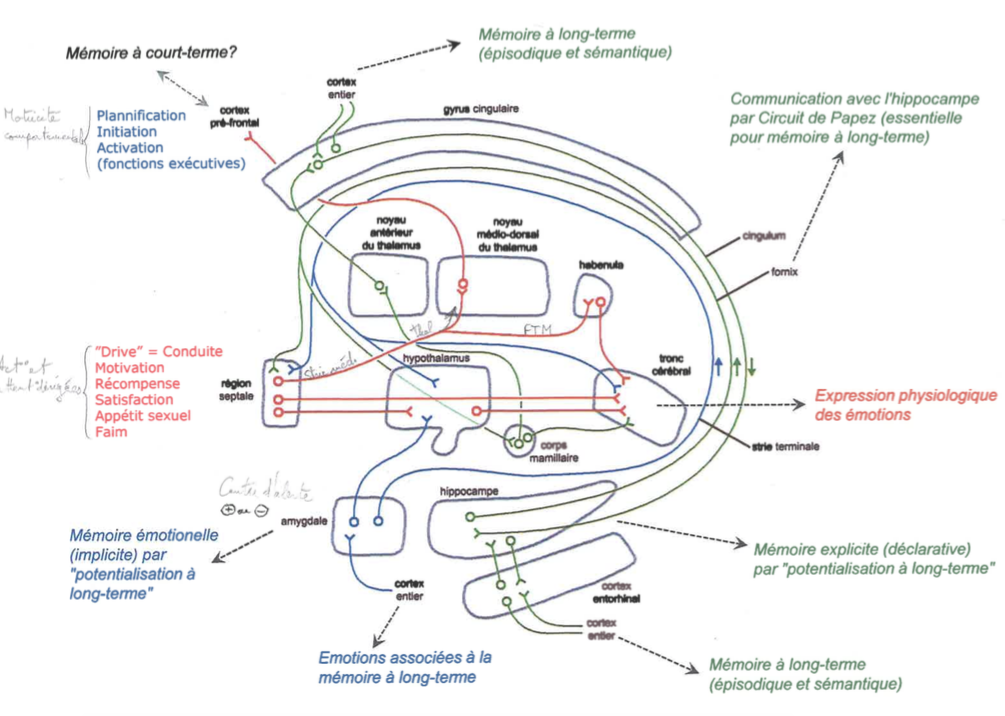 Mémoire à court-terme?
Mémoire à long-terme
(épisodique et sémantique)
cortex
entier
gyrus cingulaire
cortex
pré-frontal
Motricité
comportementale
Plannification
Initiation
Activation
(fonctions exécutives)
Communication avec l'hippocampe
par Circuit de Papez (essentielle
pour mémoire à long-terme)
noyau
antérieur
du thalamus
noyau
médio-dorsal
du thalamus
habenula
cingulum
fornix
FTM
"Drive" = Conduite
Motivation
Récompense
Satisfaction
Appétit sexuel
Faim
région
septale
hypothalamus
tronc
cérébral
Expression physiologique
des émotions
corps
mamillaire
strie terminale
Centre d'alerte
⊕ ou ⊖
amygdale
hippocampe
Mémoire émotionelle
(implicite) par
"potentialisation à
long-terme"
cortex
entier
Mémoire explicite (déclarative)
par "potentialisation à long-terme"
cortex
entorhinal
cortex
entier
Emotions associées à la
mémoire à long-terme
Mémoire à long-terme
(épisodique et sémantique)